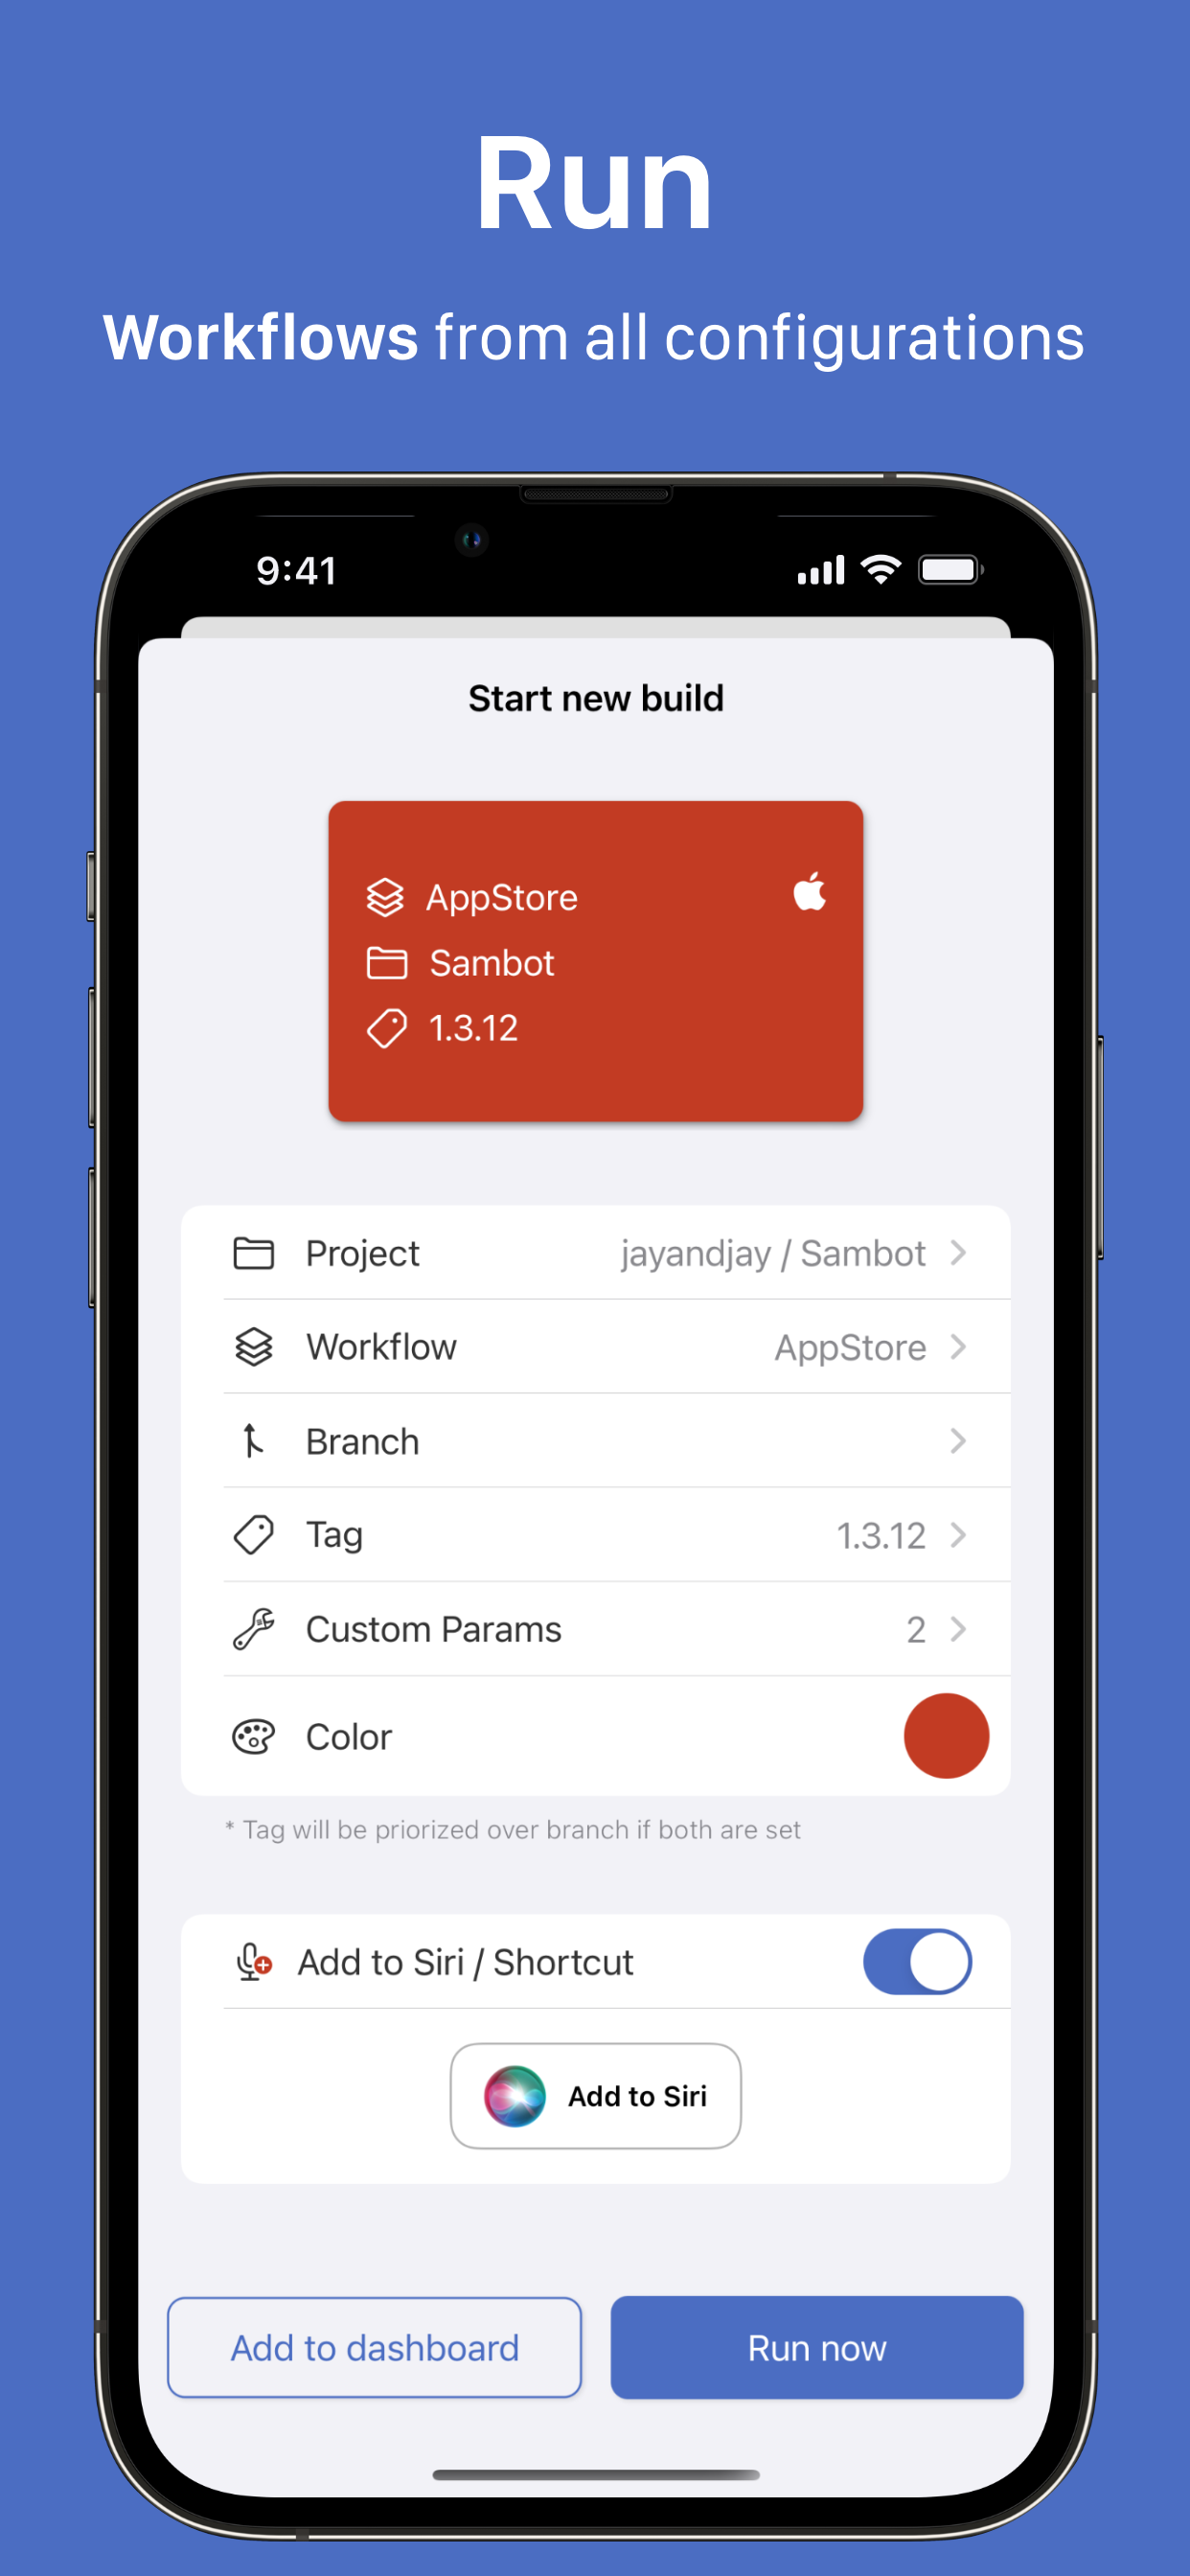 Run
Workflows from all configurations
9:41
Start new build
AppStore
Sambot
1.3.12
Project jayandjay / Sambot
Workflow AppStore
Branch
Tag 1.3.12
Custom Params 2
Color
* Tag will be priorized over branch if both are set
Add to Siri / Shortcut
Add to Siri
Add to dashboard Run now